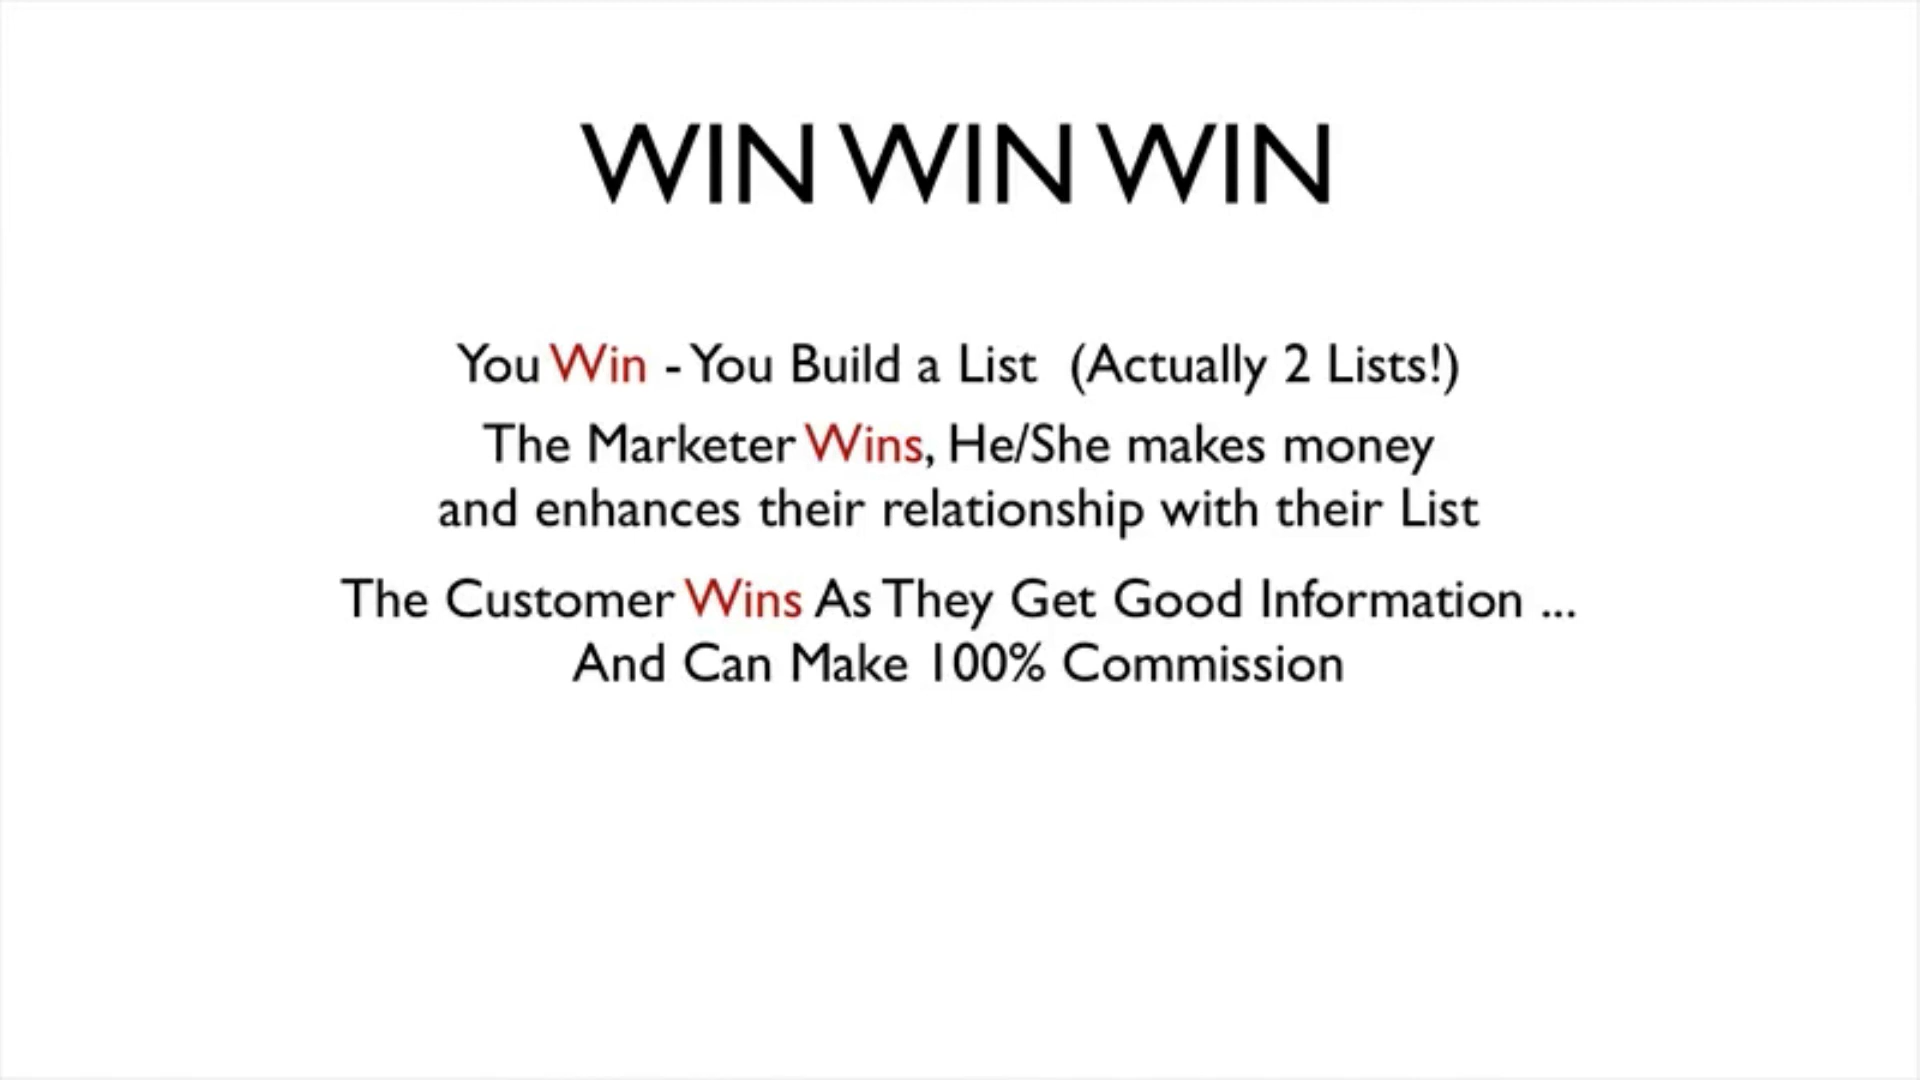 WIN WIN WIN
You Win - You Build a List (Actually 2 Lists!)
The Marketer Wins, He/She makes money
and enhances their relationship with their List
The Customer Wins As They Get Good Information ...
And Can Make 100% Commission